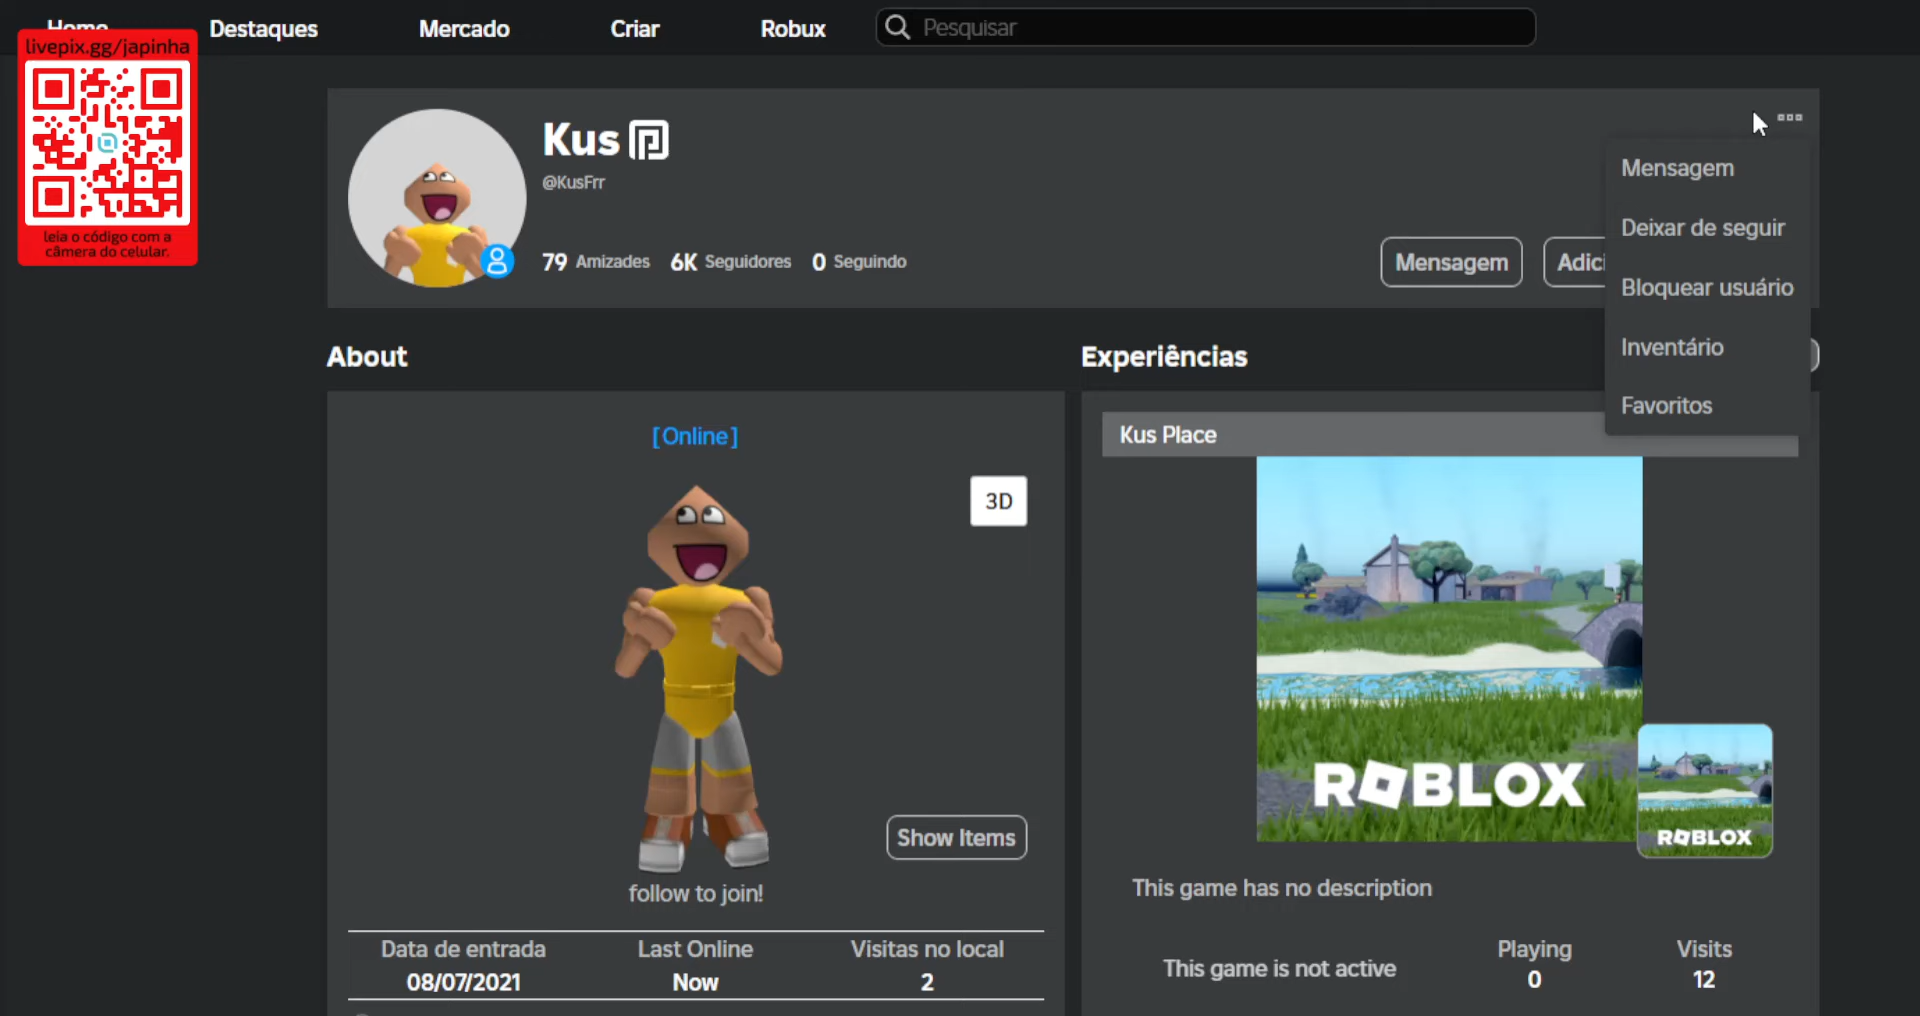 Home
Destaques
Mercado
Criar
Robux
Pesquisar
livepix.gg/japinha
leia o código com a
câmera do celular.
Kus
@KusFrr
79 Amizades 6K Seguidores 0 Seguindo
Mensagem
Adici
Mensagem
Deixar de seguir
Bloquear usuário
Inventário
Favoritos
About
[Online]
3D
Show Items
follow to join!
Data de entrada
08/07/2021
Last Online
Now
Visitas no local
2
Experiências
Kus Place
ROBLOX
ROBLOX
This game has no description
This game is not active
Playing
0
Visits
12